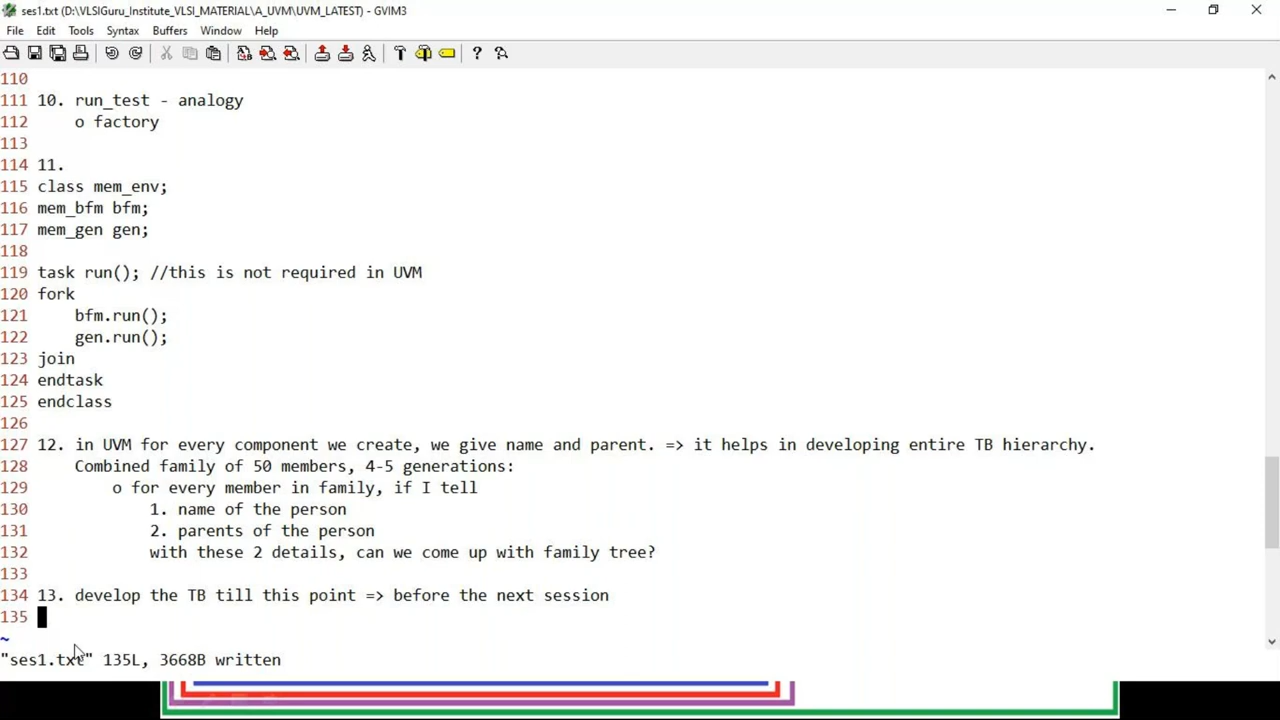 ses1.txt (D:\VLSIGuru_Institute_VLSI_MATERIAL\A_UVM\UVM_LATEST) - GVIM3
File Edit Tools Syntax Buffers Window Help
110
111 10. run_test - analogy
112 o factory
113
114 11.
115 class mem_env;
116 mem_bfm bfm;
117 mem_gen gen;
118
119 task run(); //this is not required in UVM
120 fork
121 bfm.run();
122 gen.run();
123 join
124 endtask
125 endclass
126
127 12. in UVM for every component we create, we give name and parent. => it helps in developing entire TB hierarchy.
128 Combined family of 50 members, 4-5 generations:
129 o for every member in family, if I tell
130 1. name of the person
131 2. parents of the person
132 with these 2 details, can we come up with family tree?
133
134 13. develop the TB till this point => before the next session
135
~
"ses1.txt" 135L, 3668B written